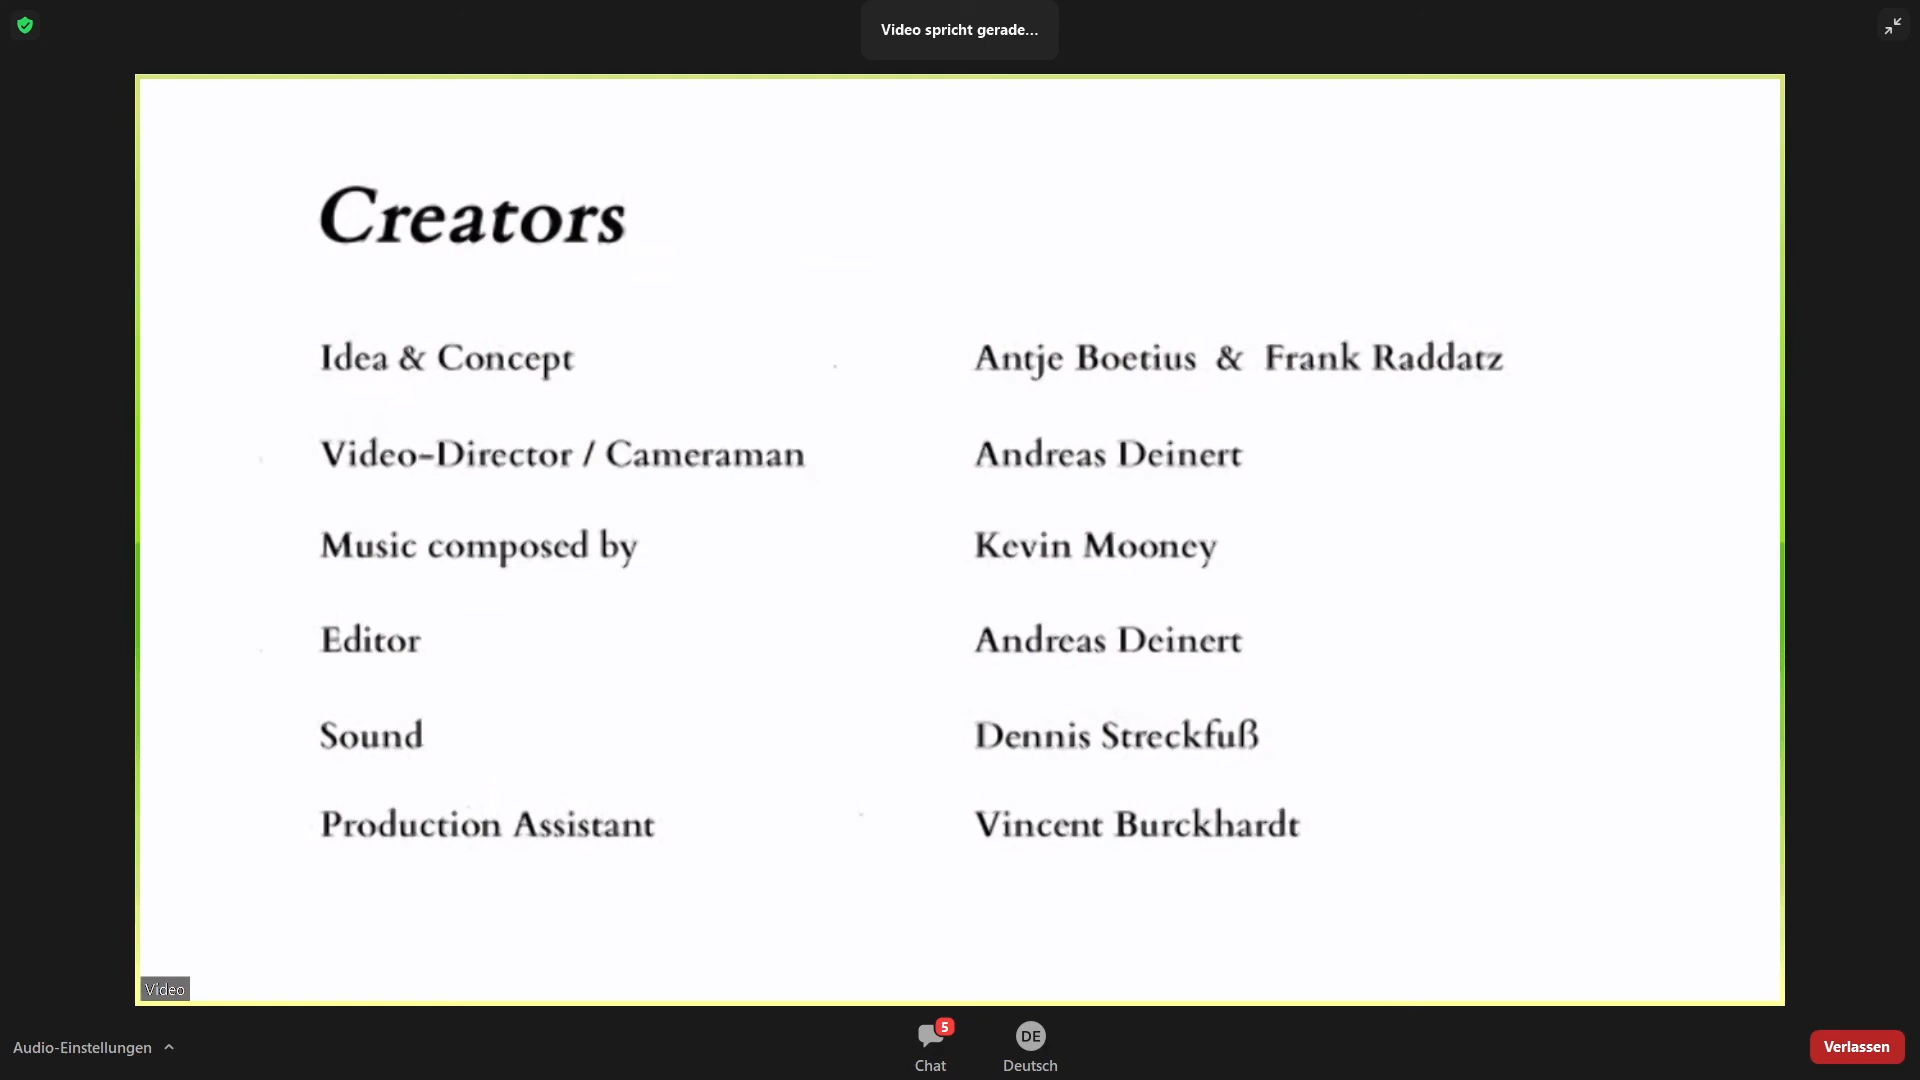 Video spricht gerade...
Creators
Idea & Concept Antje Boetius & Frank Raddatz
Video-Director / Cameraman Andreas Deinert
Music composed by Kevin Mooney
Editor Andreas Deinert
Sound Dennis Streckfuß
Production Assistant Vincent Burckhardt
Video
Audio-Einstellungen
5
Chat
DE
Deutsch
Verlassen